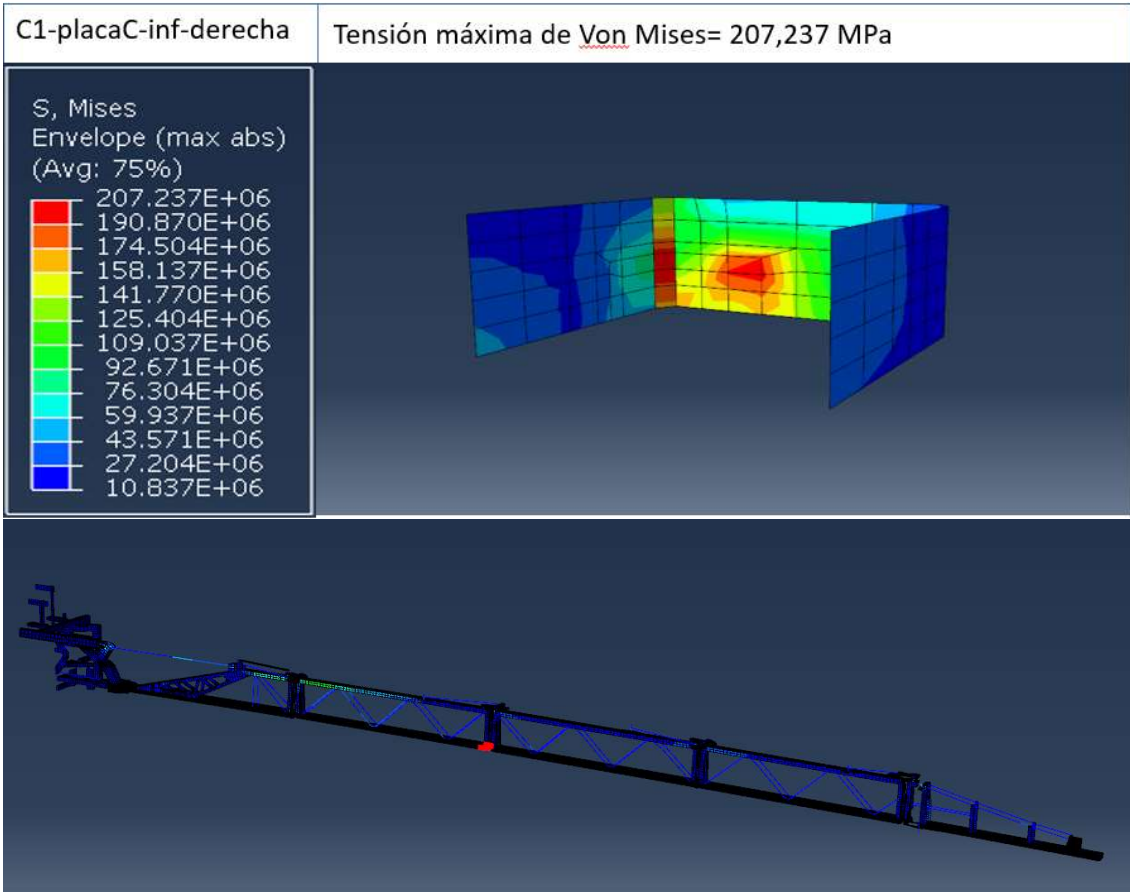 C1-placaC-inf-derecha
Tensión máxima de Von Mises= 207,237 MPa
S, Mises
Envelope (max abs)
(Avg: 75%)
207.237E+06
190.870E+06
174.504E+06
158.137E+06
141.770E+06
125.404E+06
109.037E+06
92.671E+06
76.304E+06
59.937E+06
43.571E+06
27.204E+06
10.837E+06